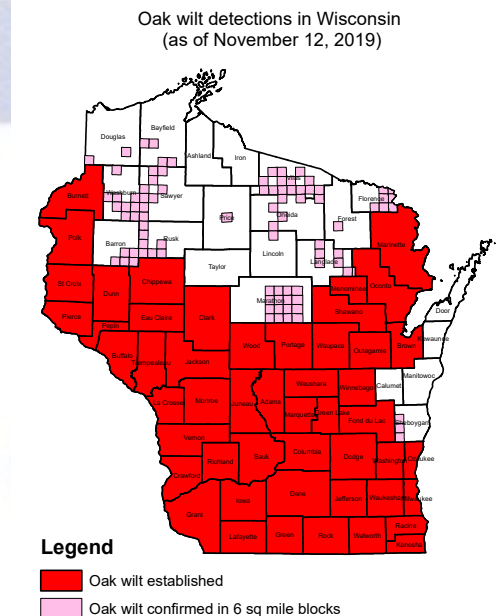 Oak wilt detections in Wisconsin
(as of November 12, 2019)
Douglas
Bayfield
Ashland
Iron
Vilas
Florence
Burnett
Washburn
Sawyer
Price
Oneida
Forest
Marinette
Polk
Barron
Rusk
Lincoln
Langlade
Taylor
St Croix
Dunn
Chippewa
Marathon
Menominee
Oconto
Door
Pierce
Pepin
Eau Claire
Clark
Shawano
Kewaunee
Buffalo
Trempealeau
Jackson
Wood
Portage
Waupaca
Outagamie
Brown
Manitowoc
La Crosse
Monroe
Juneau
Adams
Waushara
Winnebago
Calumet
Marquette
Green Lake
Fond du Lac
Sheboygan
Vernon
Richland
Sauk
Columbia
Dodge
Washington
Ozaukee
Crawford
Grant
Iowa
Dane
Jefferson
Waukesha
Milwaukee
Lafayette
Green
Rock
Walworth
Racine
Kenosha
Legend
Oak wilt established
Oak wilt confirmed in 6 sq mile blocks